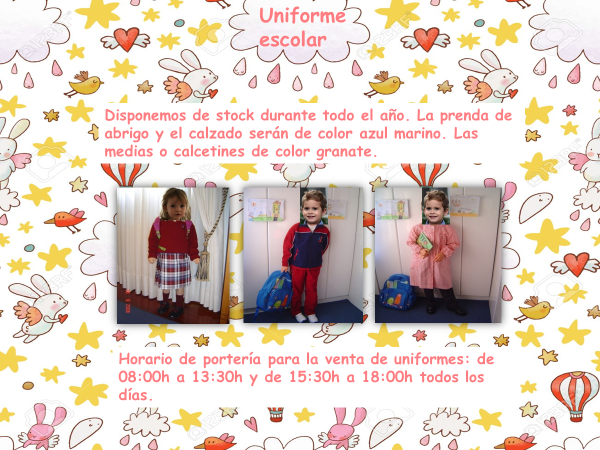 Uniforme
escolar
Disponemos de stock durante todo el año. La prenda de
abrigo y el calzado serán de color azul marino. Las
medias o calcetines de color granate.
Horario de portería para la venta de uniformes: de
08:00h a 13:30h y de 15:30h a 18:00h todos los
días.